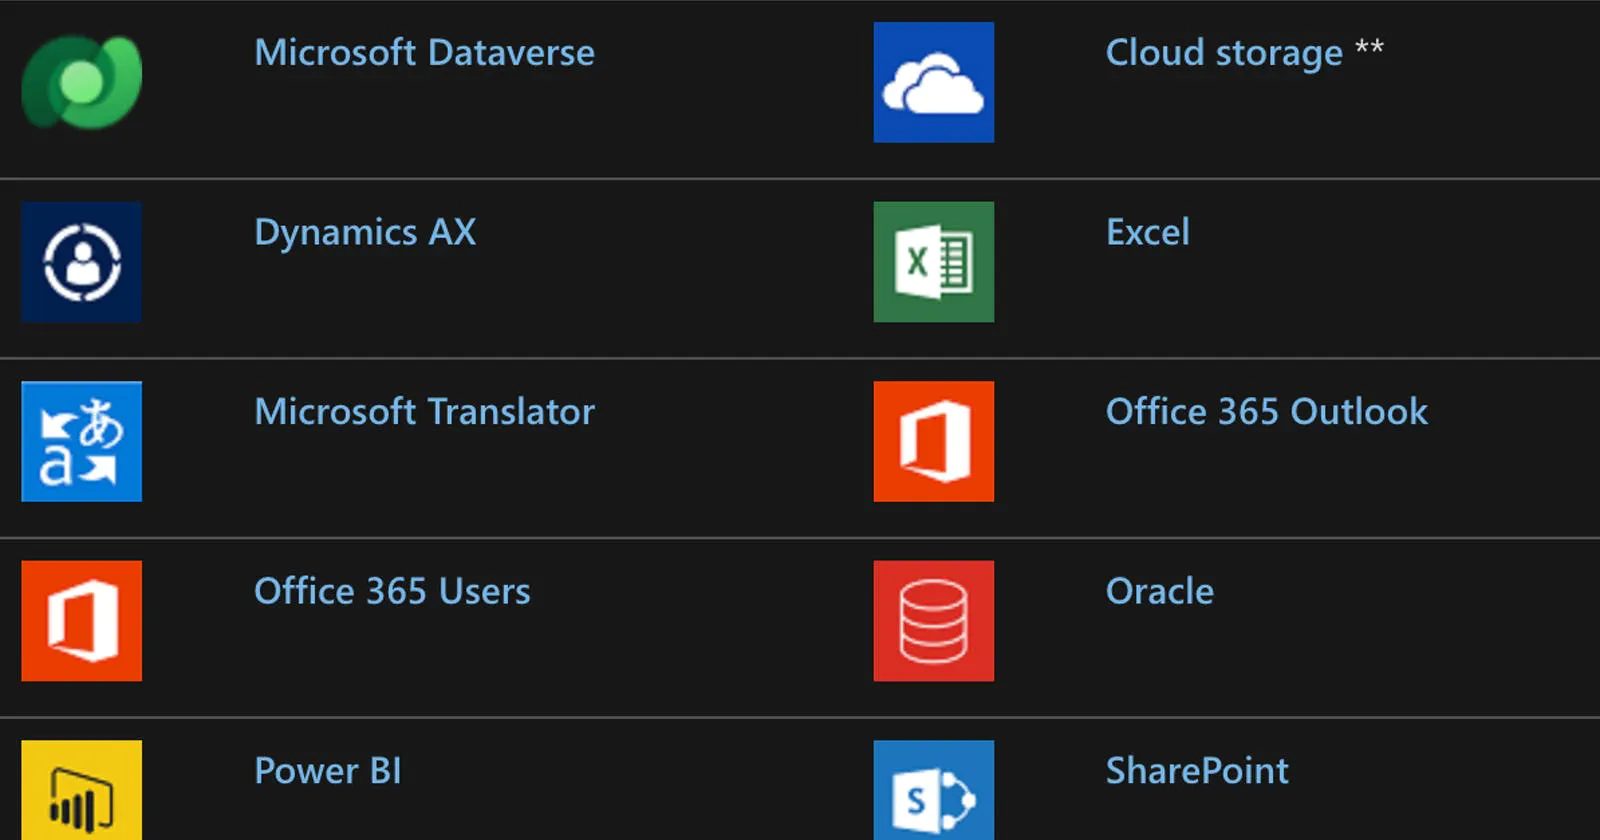 Microsoft Dataverse
Cloud storage **
Dynamics AX
X
Excel
あ
a
Microsoft Translator
Office 365 Outlook
Office 365 Users
Oracle
Power BI
S
SharePoint